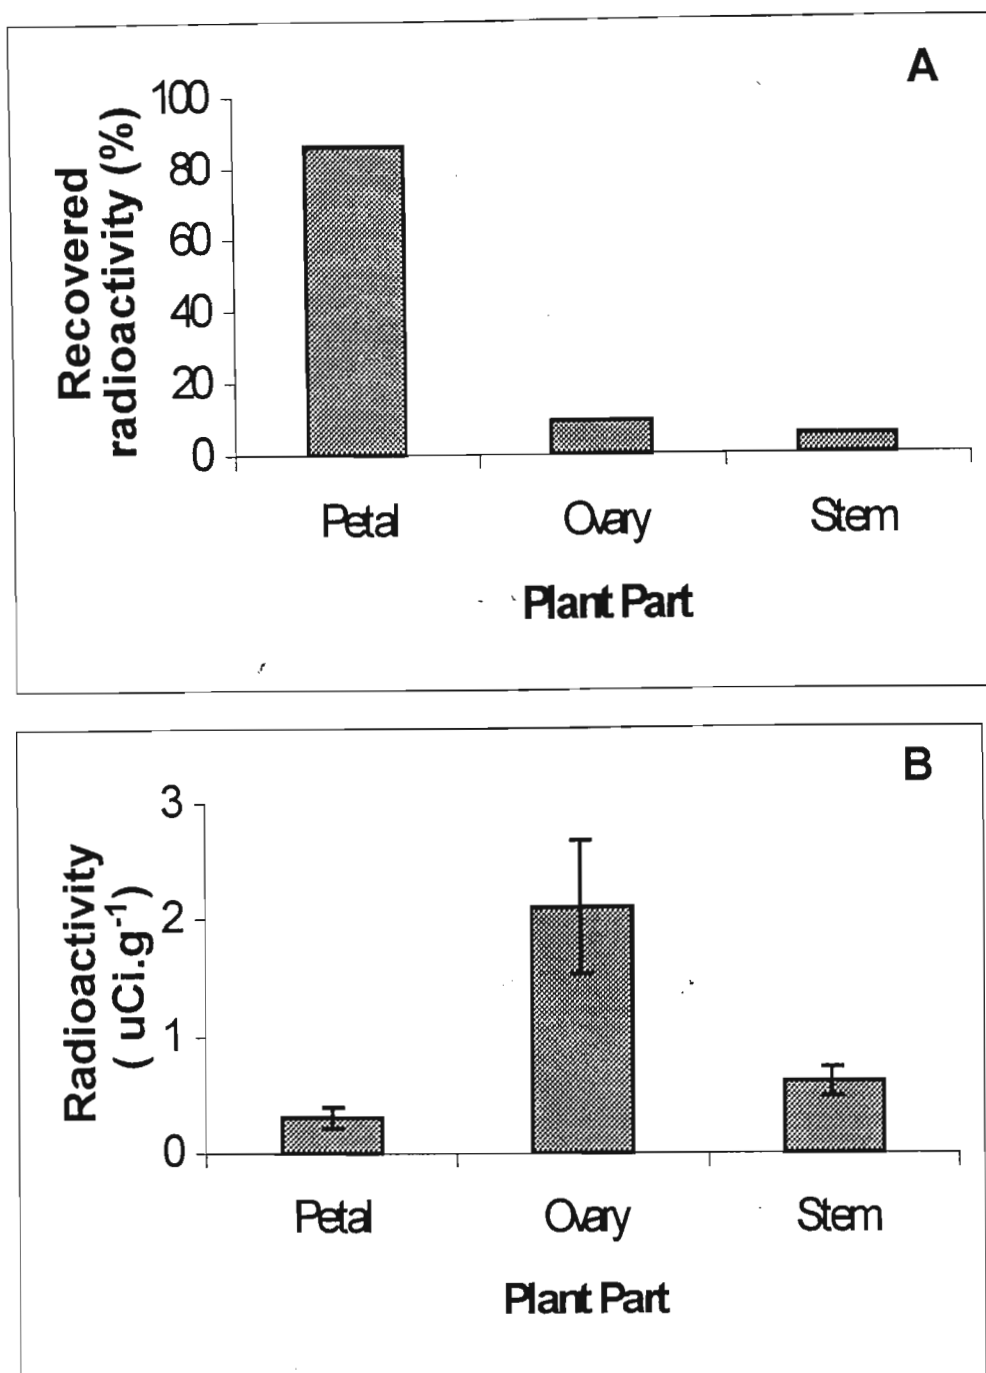 A
Recovered
radioactivity (%)
100
80
60
40
20
0
Petal Ovary Stem
Plant Part
B
Radioactivity
( uCi.g⁻¹)
3
2
1
0
Petal Ovary Stem
Plant Part